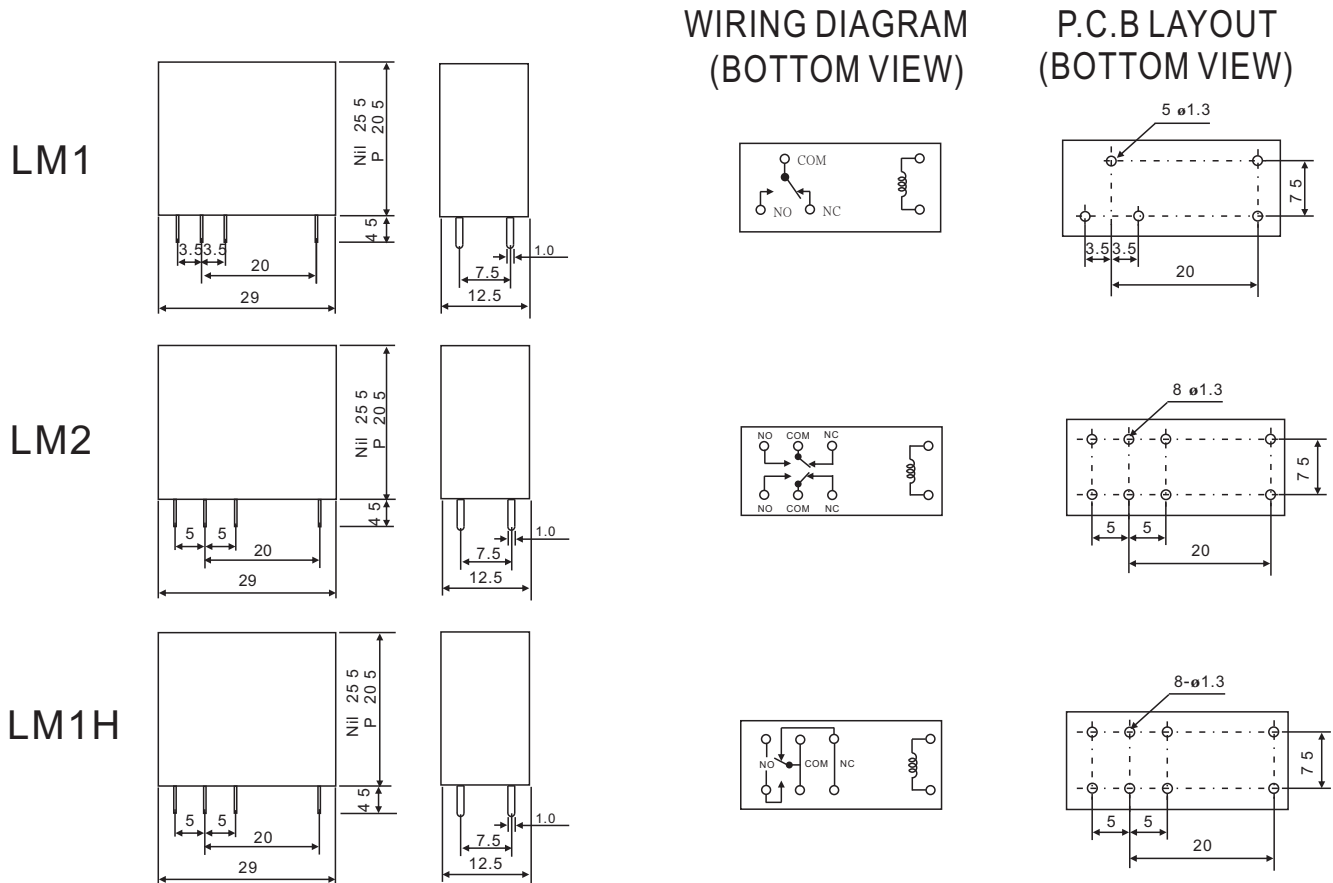 WIRING DIAGRAM
(BOTTOM VIEW)
P.C.B LAYOUT
(BOTTOM VIEW)
LM1
Nil 25 5
P 20 5
4 5
3.5 3.5
20
29
1.0
7.5
12.5
COM
NO NC
5 ø1.3
7 5
3.5 3.5
20
LM2
Nil 25 5
P 20 5
4 5
5 5
20
29
1.0
7.5
12.5
NO COM NC
NO COM NC
8 ø1.3
7 5
5 5
20
LM1H
Nil 25 5
P 20 5
4 5
5 5
20
29
1.0
7.5
12.5
NO COM NC
8-ø1.3
7 5
5 5
20